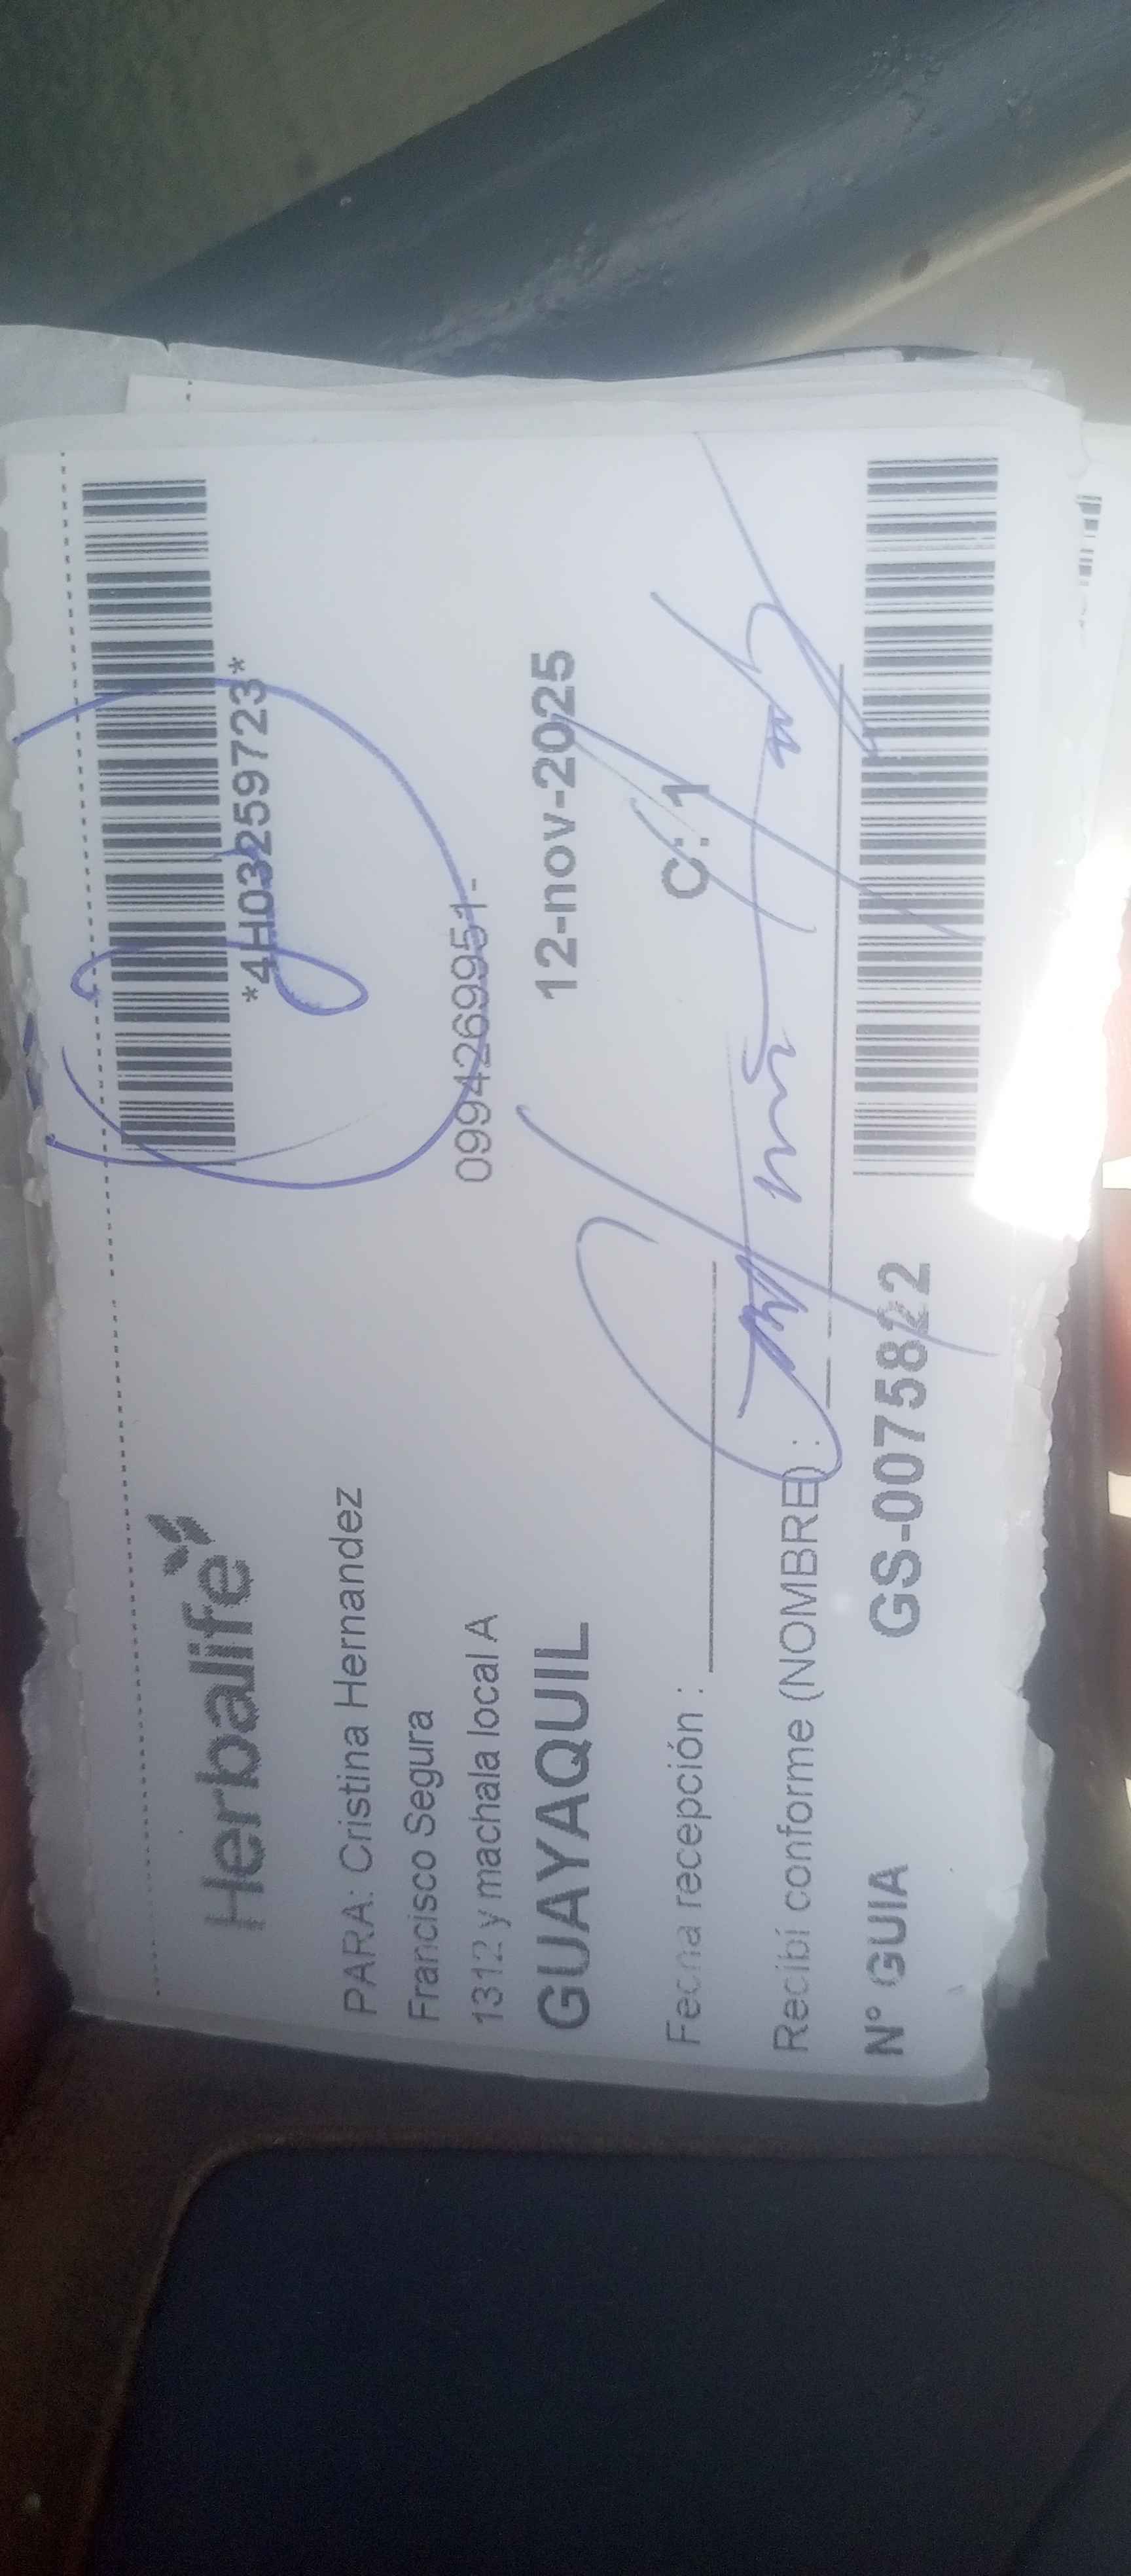 *4H03259723*
Herbalife
PARA: Cristina Hernandez
Francisco Segura
1312 y machala local A
0994269951-
GUAYAQUIL
12-nov-2025
C: 1
Fecha recepción :
Recibí conforme (NOMBRE) :
N° GUIA GS-0075822